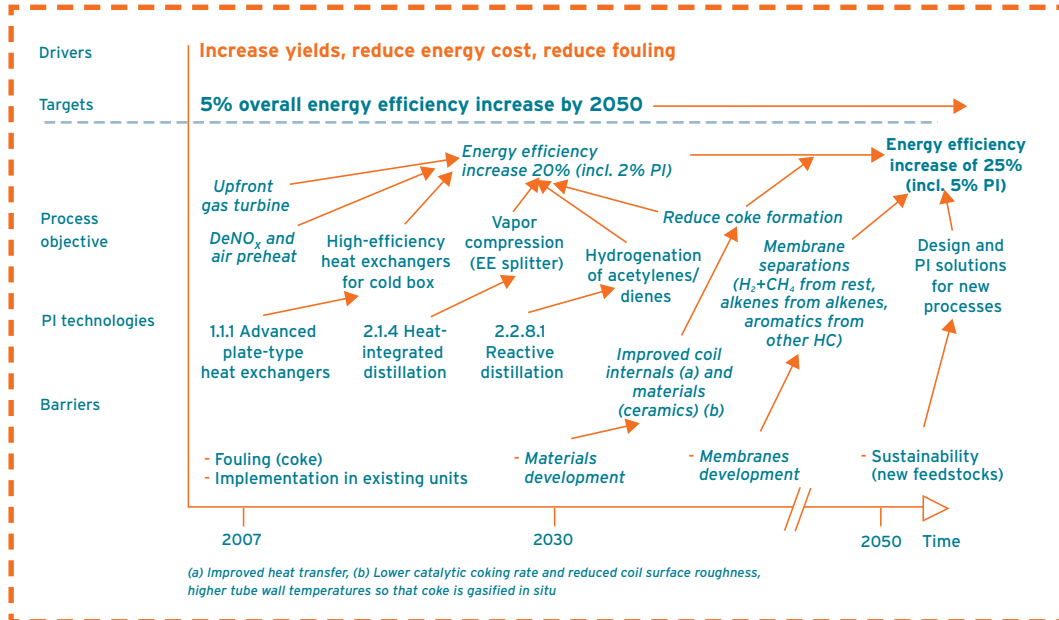 Drivers
Increase yields, reduce energy cost, reduce fouling
Targets
5% overall energy efficiency increase by 2050
Energy efficiency
increase 20% (incl. 2% PI)
Energy efficiency
increase of 25%
(incl. 5% PI)
Upfront
gas turbine
Process
objective
DeNOₓ and
air preheat
High-efficiency
heat exchangers
for cold box
Vapor
compression
(EE splitter)
Hydrogenation
of acetylenes/
dienes
Reduce coke formation
Membrane
separations
(H₂+CH₄ from rest,
alkenes from alkenes,
aromatics from
other HC)
Design and
PI solutions
for new
processes
PI technologies
1.1.1 Advanced
plate-type
heat exchangers
2.1.4 Heat-
integrated
distillation
2.2.8.1
Reactive
distillation
Improved coil
internals (a) and
materials
(ceramics) (b)
Barriers
- Fouling (coke)
- Implementation in existing units
- Materials
development
- Membranes
development
- Sustainability
(new feedstocks)
2007
2030
2050
Time
(a) Improved heat transfer, (b) Lower catalytic coking rate and reduced coil surface roughness,
higher tube wall temperatures so that coke is gasified in situ